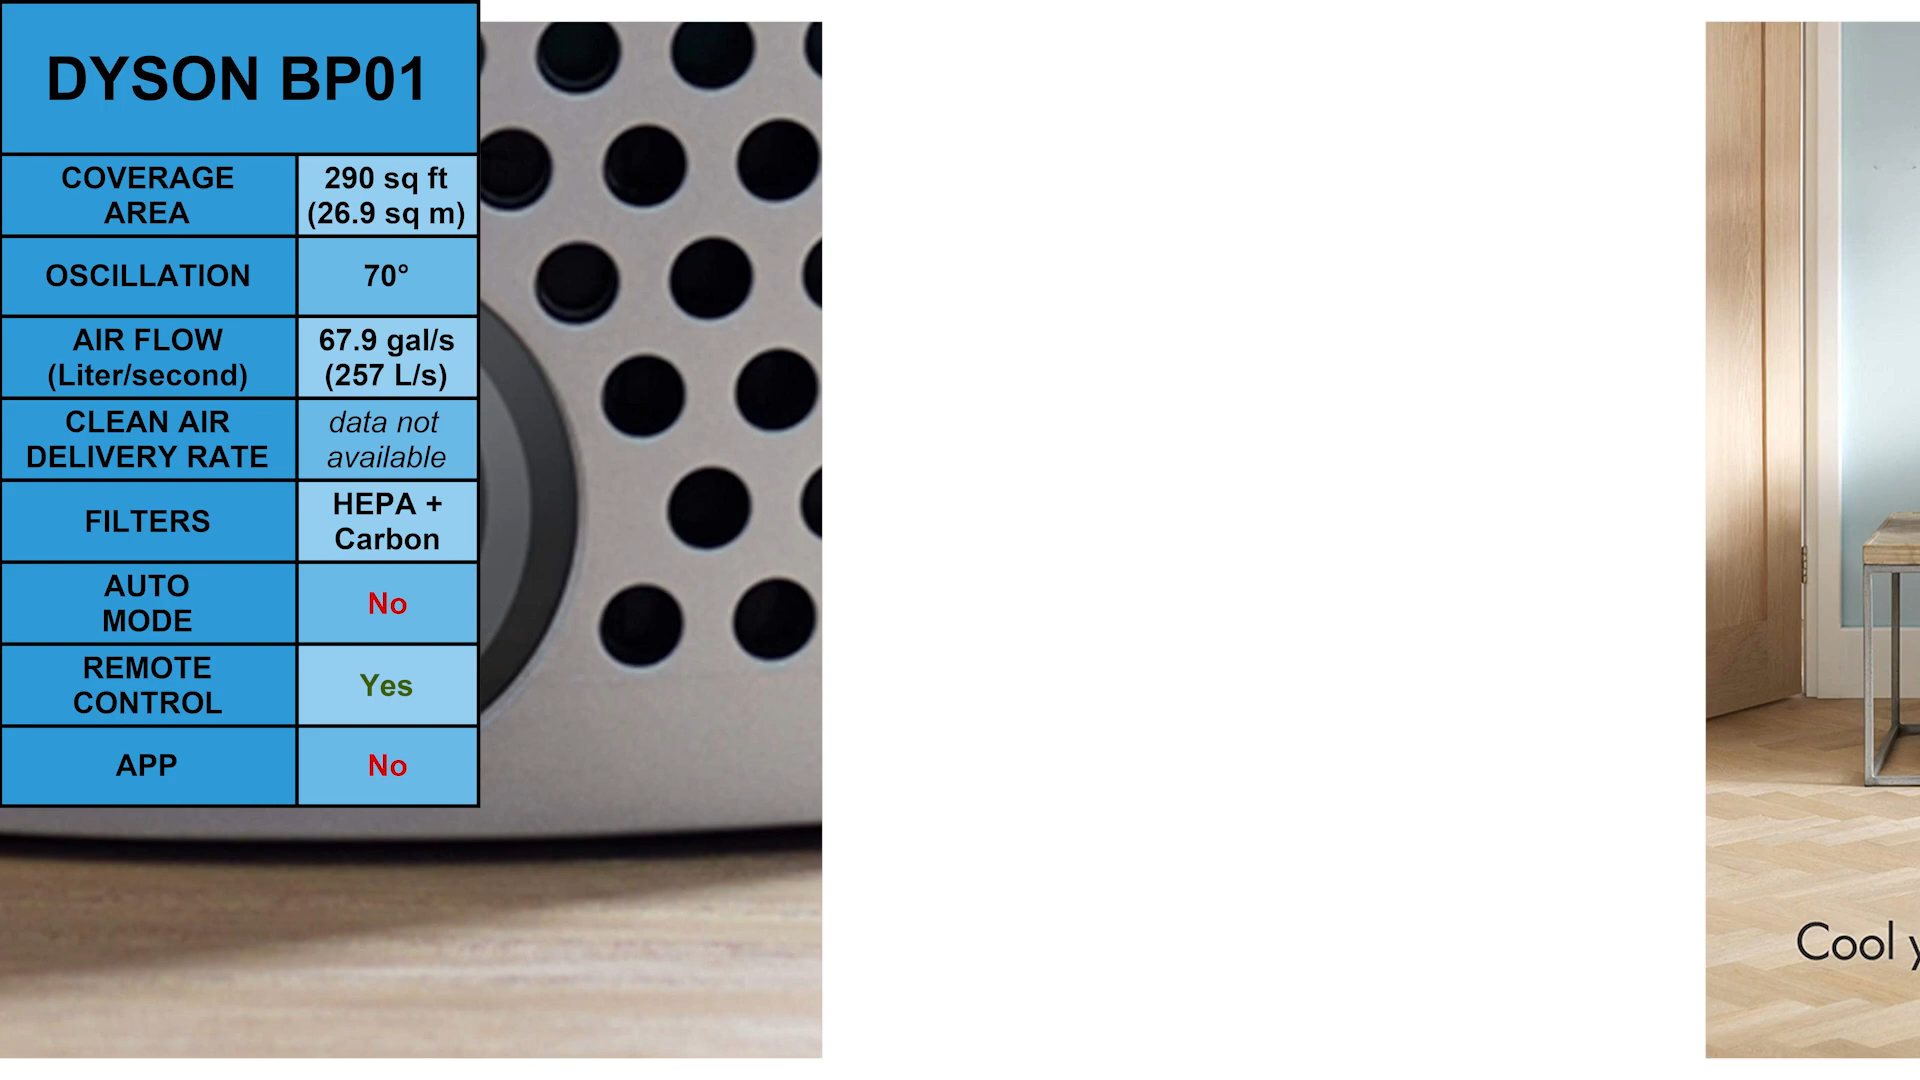 DYSON BP01
COVERAGE
AREA
290 sq ft
(26.9 sq m)
OSCILLATION
70°
AIR FLOW
(Liter/second)
67.9 gal/s
(257 L/s)
CLEAN AIR
DELIVERY RATE
data not
available
FILTERS
HEPA +
Carbon
AUTO
MODE
No
REMOTE
CONTROL
Yes
APP
No
Cool